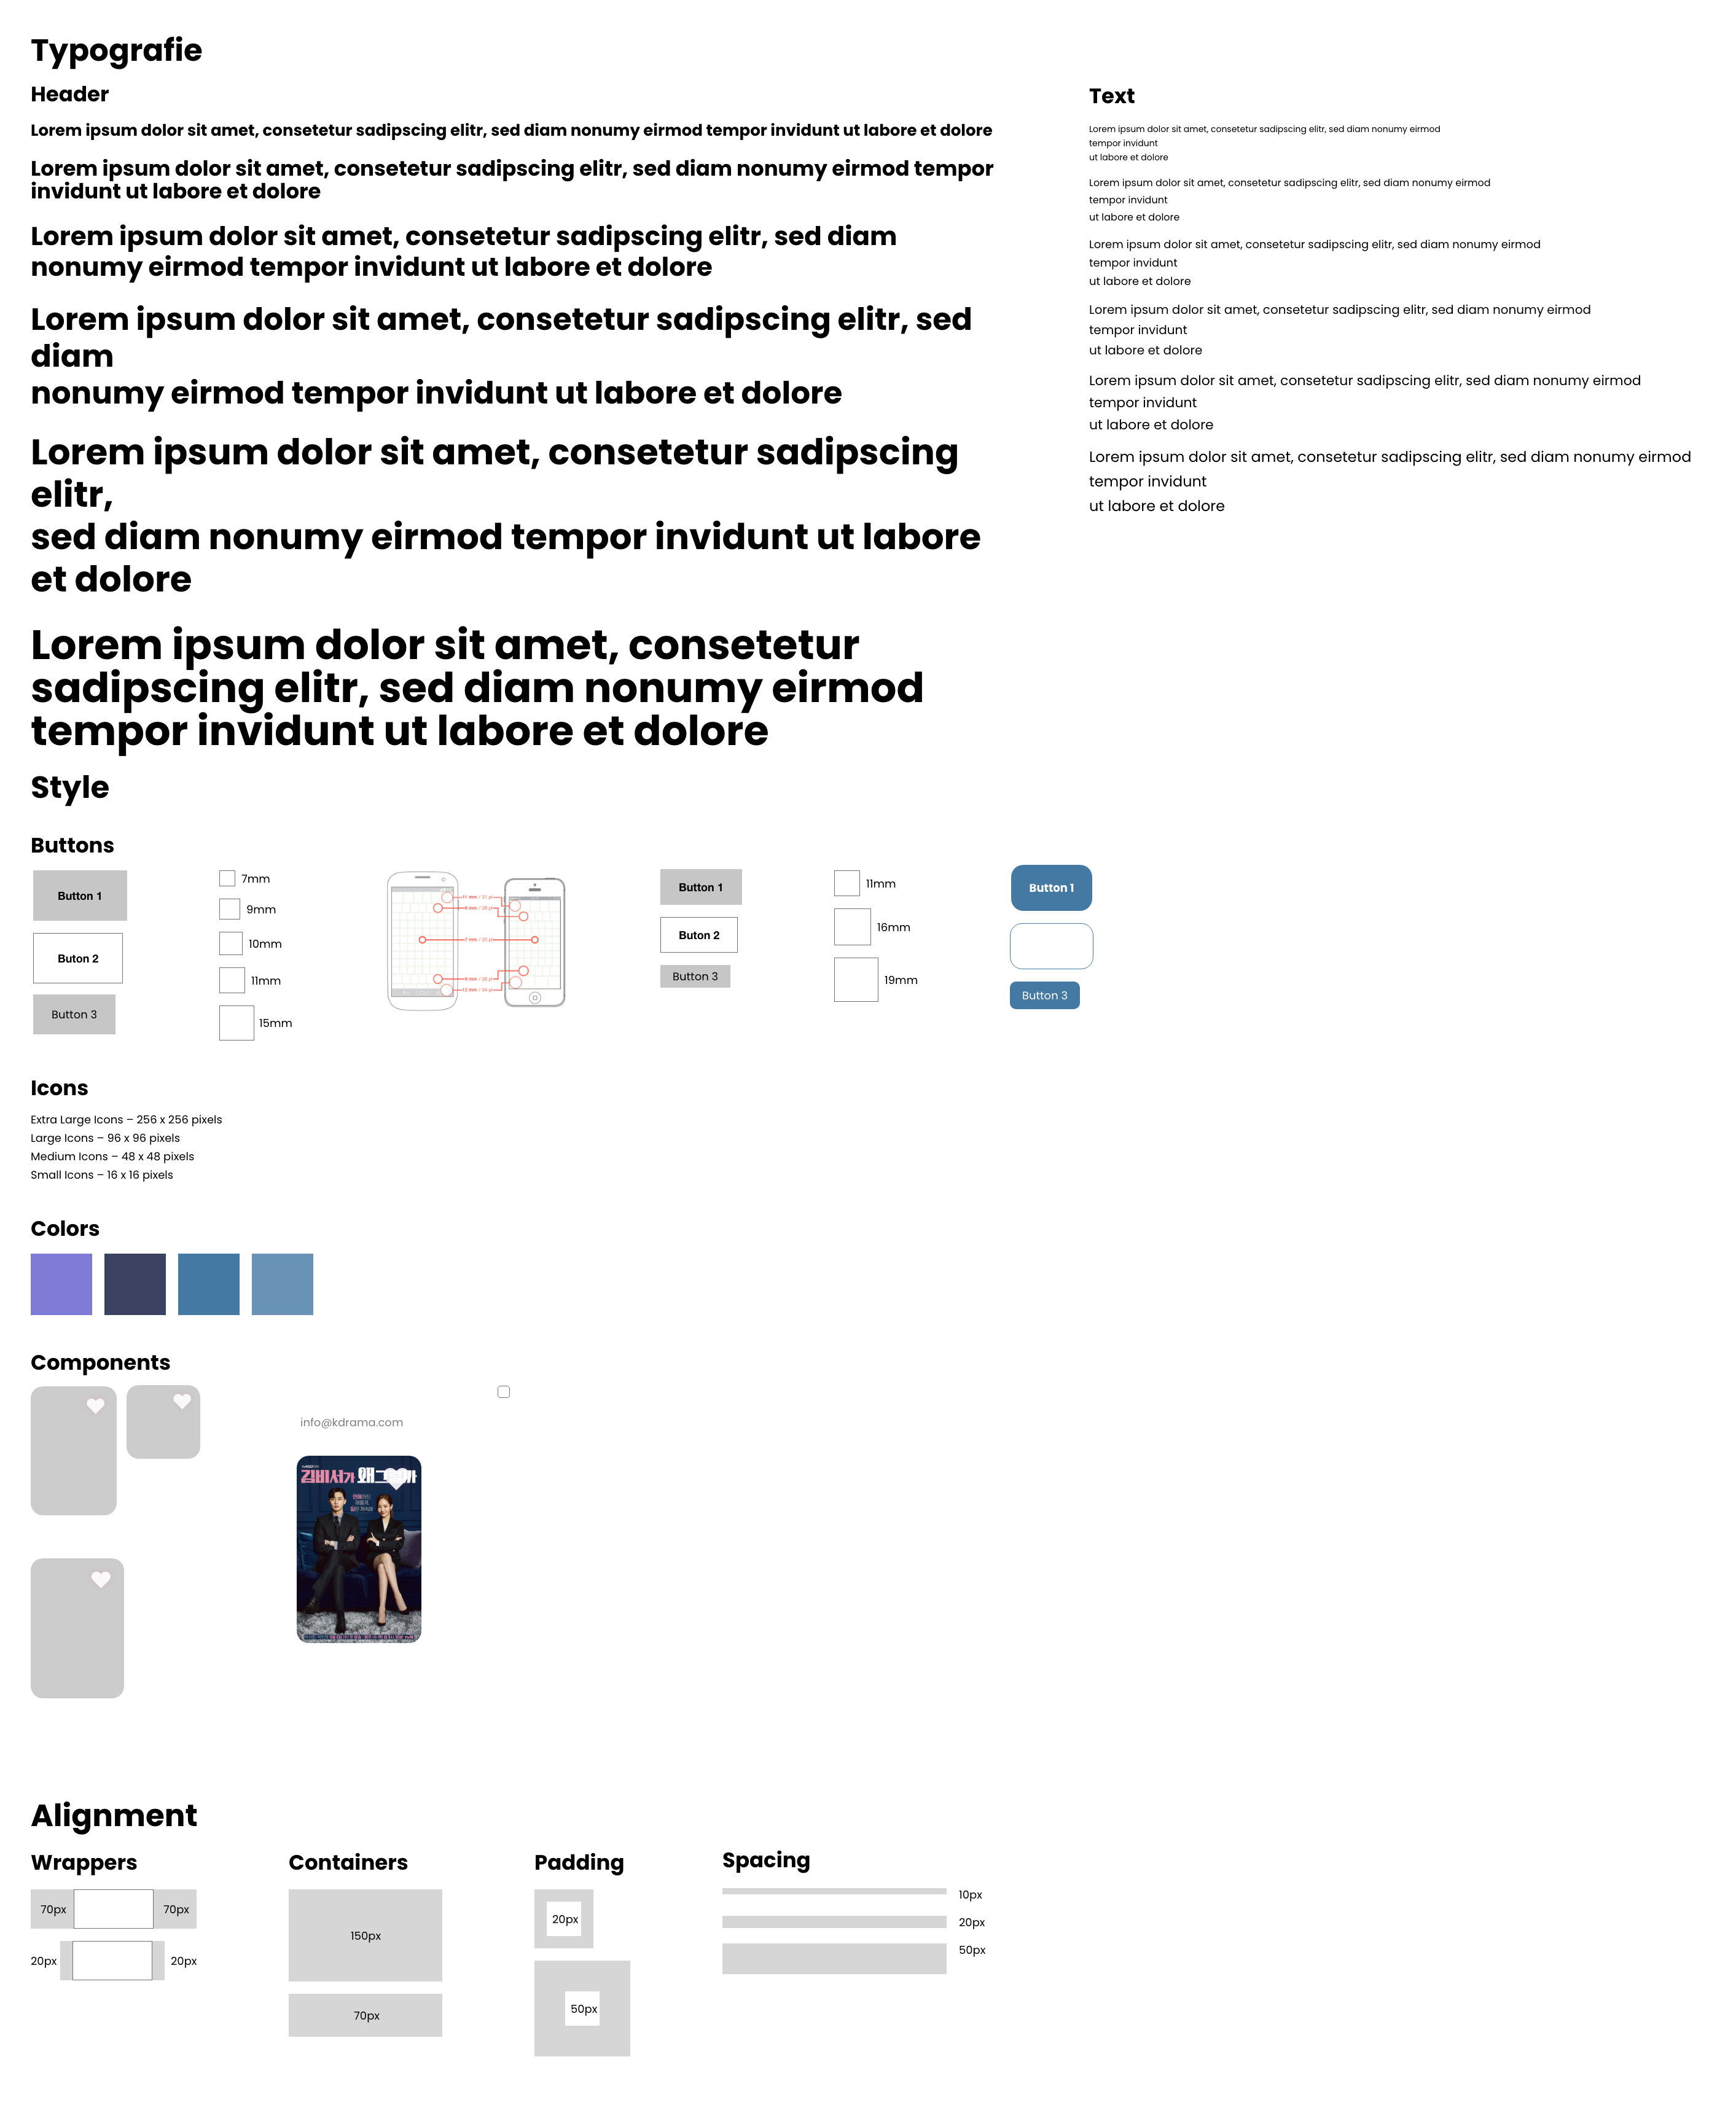 Typografie
Header
Lorem ipsum dolor sit amet, consetetur sadipscing elitr, sed diam nonumy eirmod tempor invidunt ut labore et dolore
Lorem ipsum dolor sit amet, consetetur sadipscing elitr, sed diam nonumy eirmod tempor
invidunt ut labore et dolore
Lorem ipsum dolor sit amet, consetetur sadipscing elitr, sed diam
nonumy eirmod tempor invidunt ut labore et dolore
Lorem ipsum dolor sit amet, consetetur sadipscing elitr, sed
diam
nonumy eirmod tempor invidunt ut labore et dolore
Lorem ipsum dolor sit amet, consetetur sadipscing
elitr,
sed diam nonumy eirmod tempor invidunt ut labore
et dolore
Lorem ipsum dolor sit amet, consetetur
sadipscing elitr, sed diam nonumy eirmod
tempor invidunt ut labore et dolore
Text
Lorem ipsum dolor sit amet, consetetur sadipscing elitr, sed diam nonumy eirmod
tempor invidunt
ut labore et dolore
Lorem ipsum dolor sit amet, consetetur sadipscing elitr, sed diam nonumy eirmod
tempor invidunt
ut labore et dolore
Lorem ipsum dolor sit amet, consetetur sadipscing elitr, sed diam nonumy eirmod
tempor invidunt
ut labore et dolore
Lorem ipsum dolor sit amet, consetetur sadipscing elitr, sed diam nonumy eirmod
tempor invidunt
ut labore et dolore
Lorem ipsum dolor sit amet, consetetur sadipscing elitr, sed diam nonumy eirmod
tempor invidunt
ut labore et dolore
Lorem ipsum dolor sit amet, consetetur sadipscing elitr, sed diam nonumy eirmod
tempor invidunt
ut labore et dolore
Style
Buttons
Button 1
Buton 2
Button 3
7mm
9mm
10mm
11mm
15mm
Button 1
Buton 2
Button 3
11mm
16mm
19mm
Button 1
Button 3
Icons
Extra Large Icons – 256 x 256 pixels
Large Icons – 96 x 96 pixels
Medium Icons – 48 x 48 pixels
Small Icons – 16 x 16 pixels
Colors
Components
info@kdrama.com
김비서가
Alignment
Wrappers
70px
70px
20px
20px
Containers
150px
70px
Padding
20px
50px
Spacing
10px
20px
50px